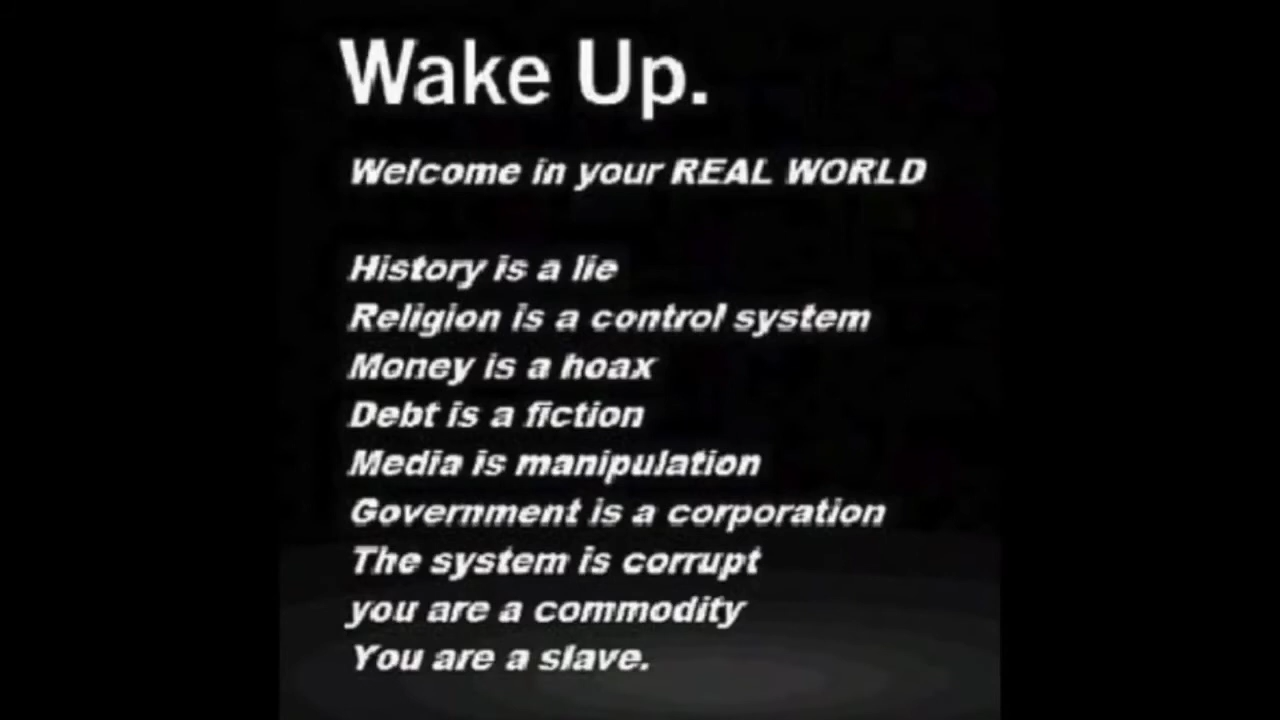 Wake Up.
Welcome in your REAL WORLD
History is a lie
Religion is a control system
Money is a hoax
Debt is a fiction
Media is manipulation
Government is a corporation
The system is corrupt
you are a commodity
You are a slave.